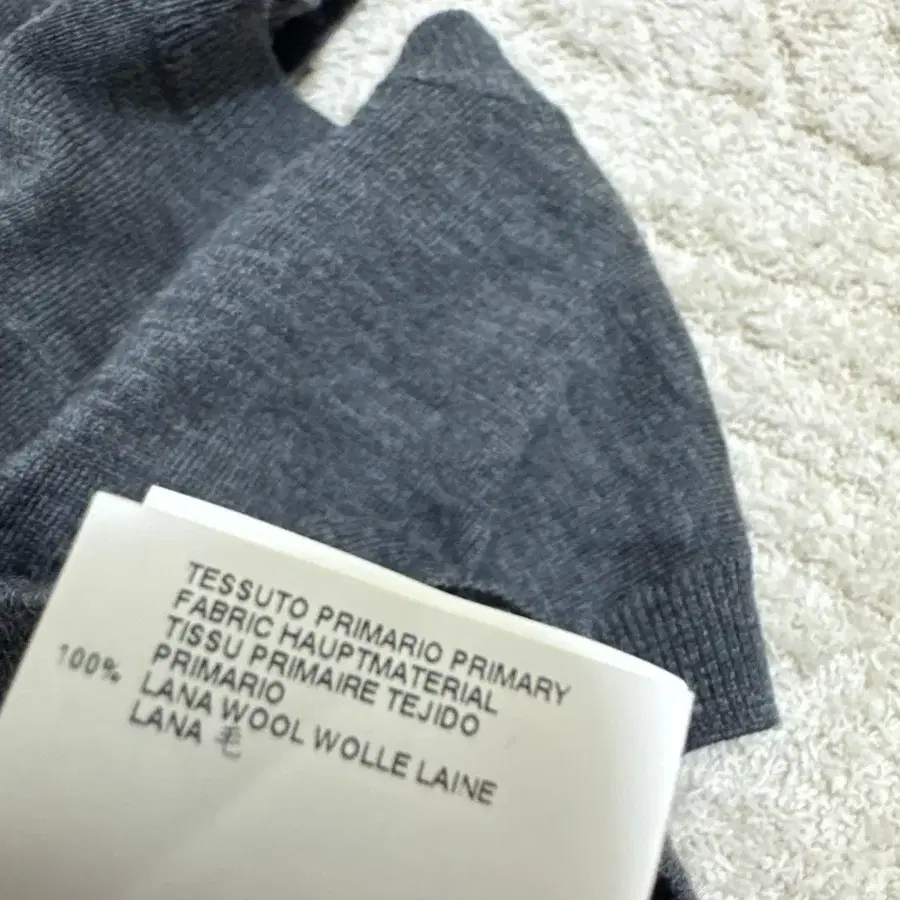 TESSUTO PRIMARIO PRIMARY
FABRIC HAUPTMATERIAL
TISSU PRIMAIRE TEJIDO
PRIMARIO
100% LANA WOOL WOLLE LAINE
LANA 毛